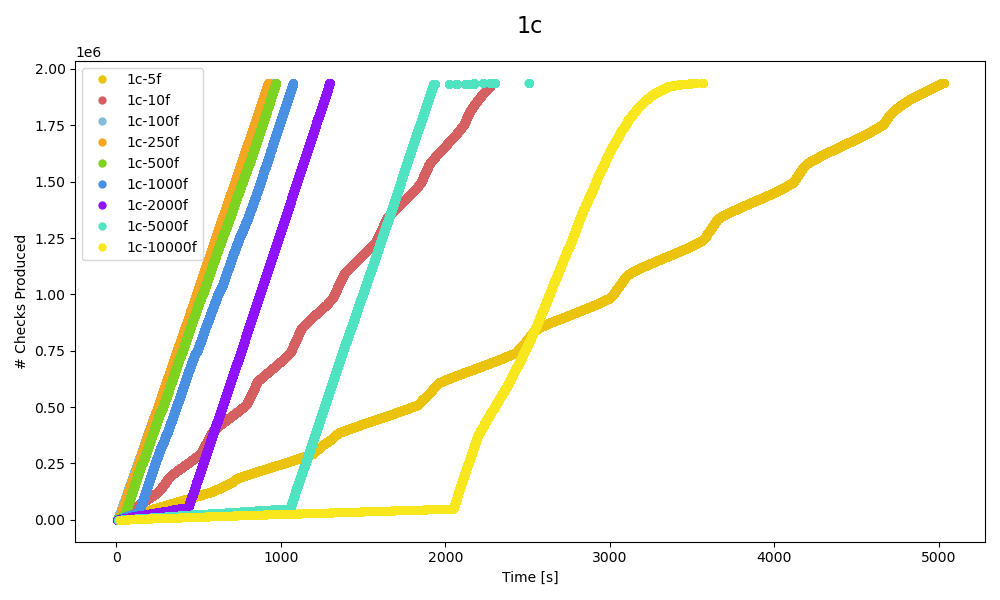 1c
1e6
2.00
1.75
1.50
1.25
1.00
0.75
0.50
0.25
0.00
# Checks Produced
1c-5f
1c-10f
1c-100f
1c-250f
1c-500f
1c-1000f
1c-2000f
1c-5000f
1c-10000f
0 1000 2000 3000 4000 5000
Time [s]